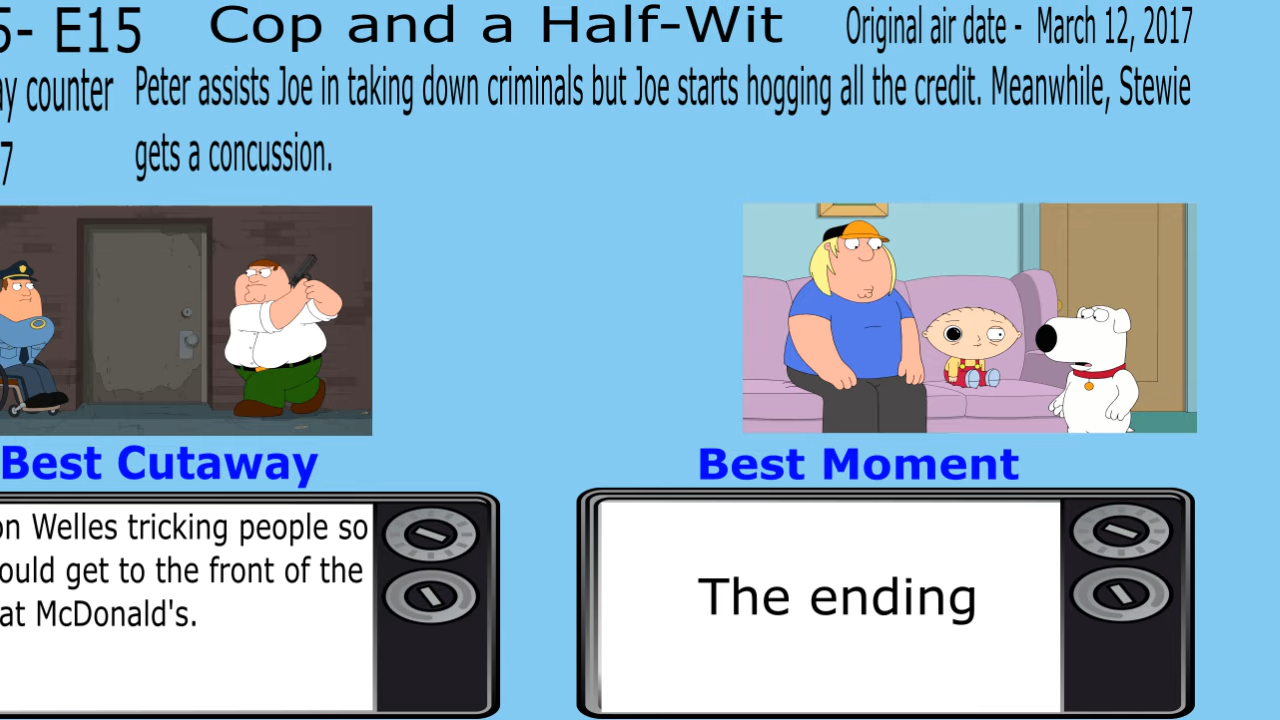 5- E15 Cop and a Half-Wit Original air date - March 12, 2017
ay counter Peter assists Joe in taking down criminals but Joe starts hogging all the credit. Meanwhile, Stewie
7 gets a concussion.
Best Cutaway Best Moment
on Welles tricking people so
ould get to the front of the
at McDonald's.
The ending